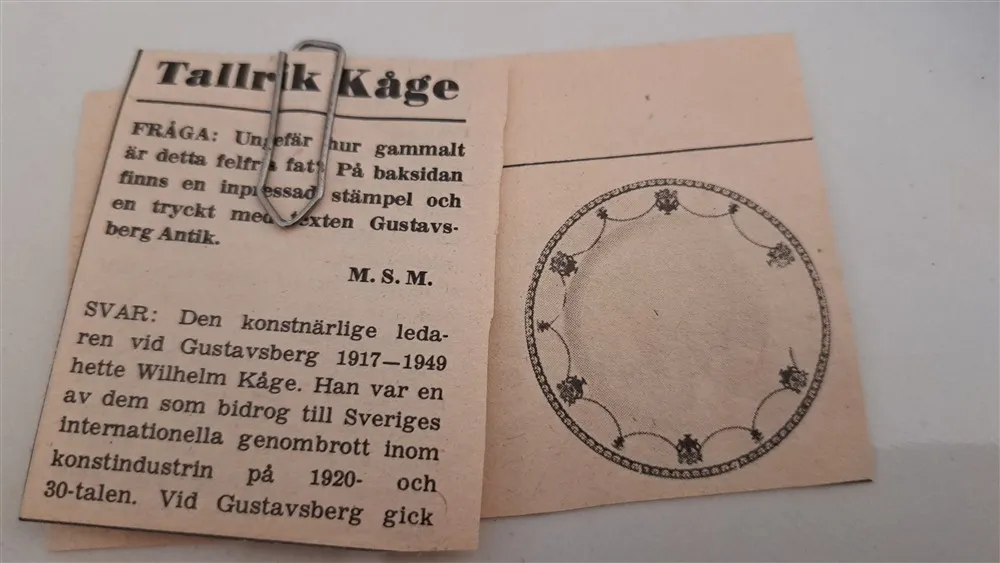 Tallrik Kåge
FRÅGA: Ungefär hur gammalt
är detta felfria fat? På baksidan
finns en inpressad stämpel och
en tryckt med texten Gustavs-
berg Antik.
M. S. M.
SVAR: Den konstnärlige leda-
ren vid Gustavsberg 1917—1949
hette Wilhelm Kåge. Han var en
av dem som bidrog till Sveriges
internationella genombrott inom
konstindustrin på 1920- och
30-talen. Vid Gustavsberg gick